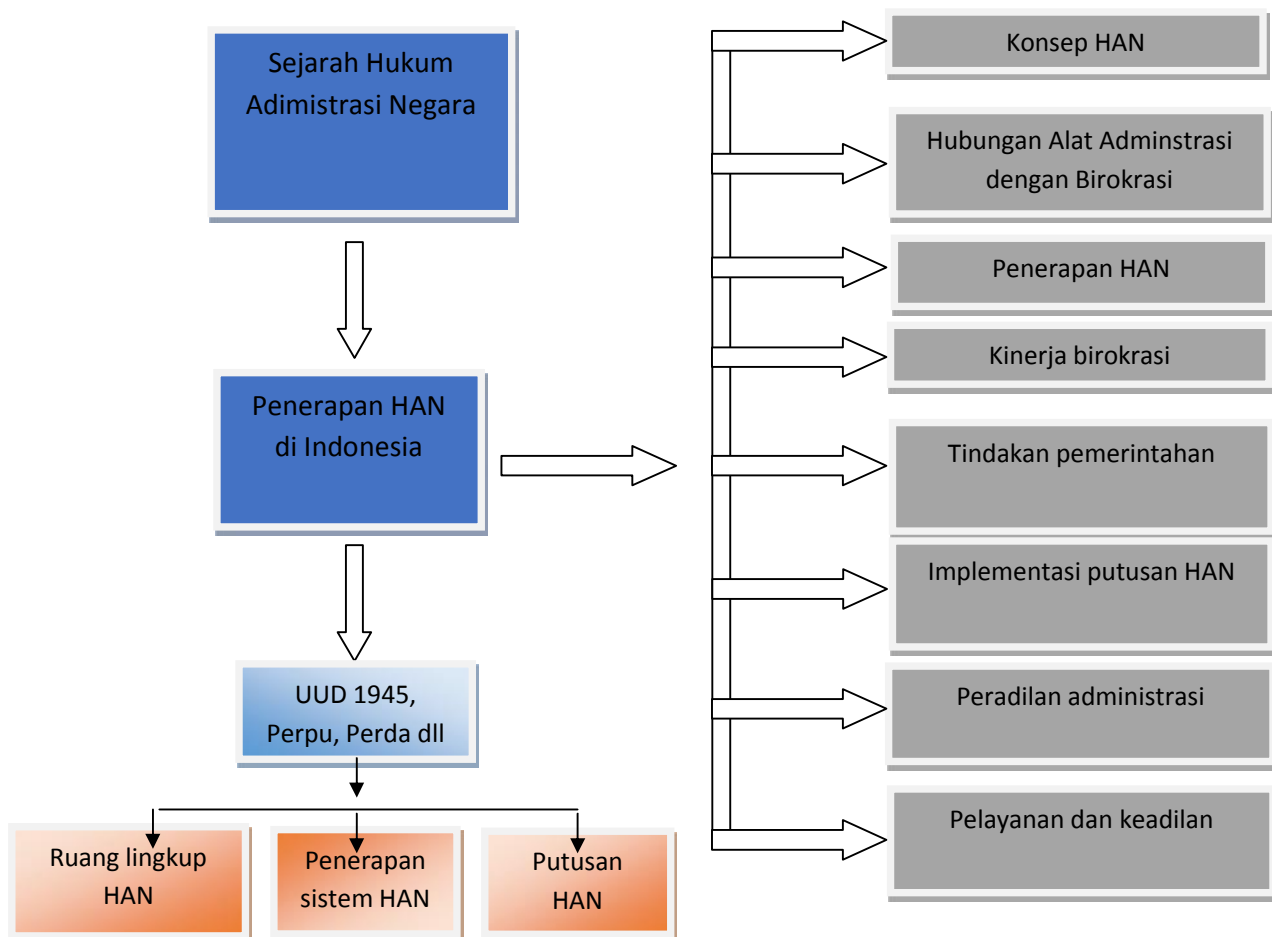 Sejarah Hukum
Adimistrasi Negara
Penerapan HAN
di Indonesia
UUD 1945,
Perpu, Perda dll
Ruang lingkup
HAN
Penerapan
sistem HAN
Putusan
HAN
Konsep HAN
Hubungan Alat Adminstrasi
dengan Birokrasi
Penerapan HAN
Kinerja birokrasi
Tindakan pemerintahan
Implementasi putusan HAN
Peradilan administrasi
Pelayanan dan keadilan